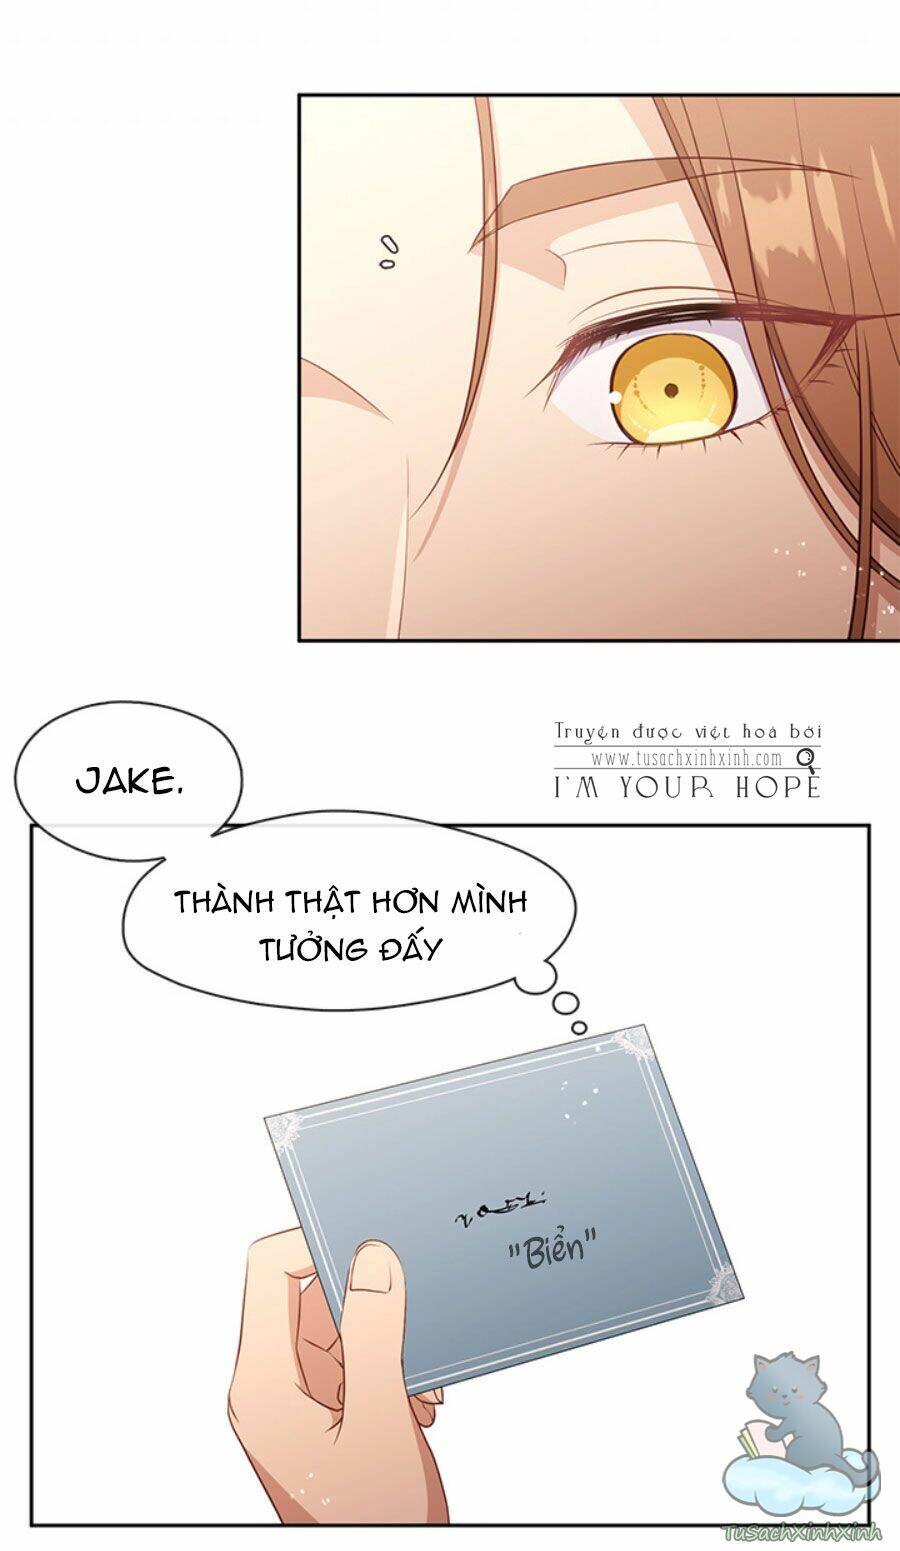 Truyện được việt hoá bởi
www.tusachxinhxinh.com
I'M YOUR HOPE
JAKE.
THÀNH THẬT HƠN MÌNH
TƯỞNG ĐẤY
"Biển"
TuSachXinhXinh